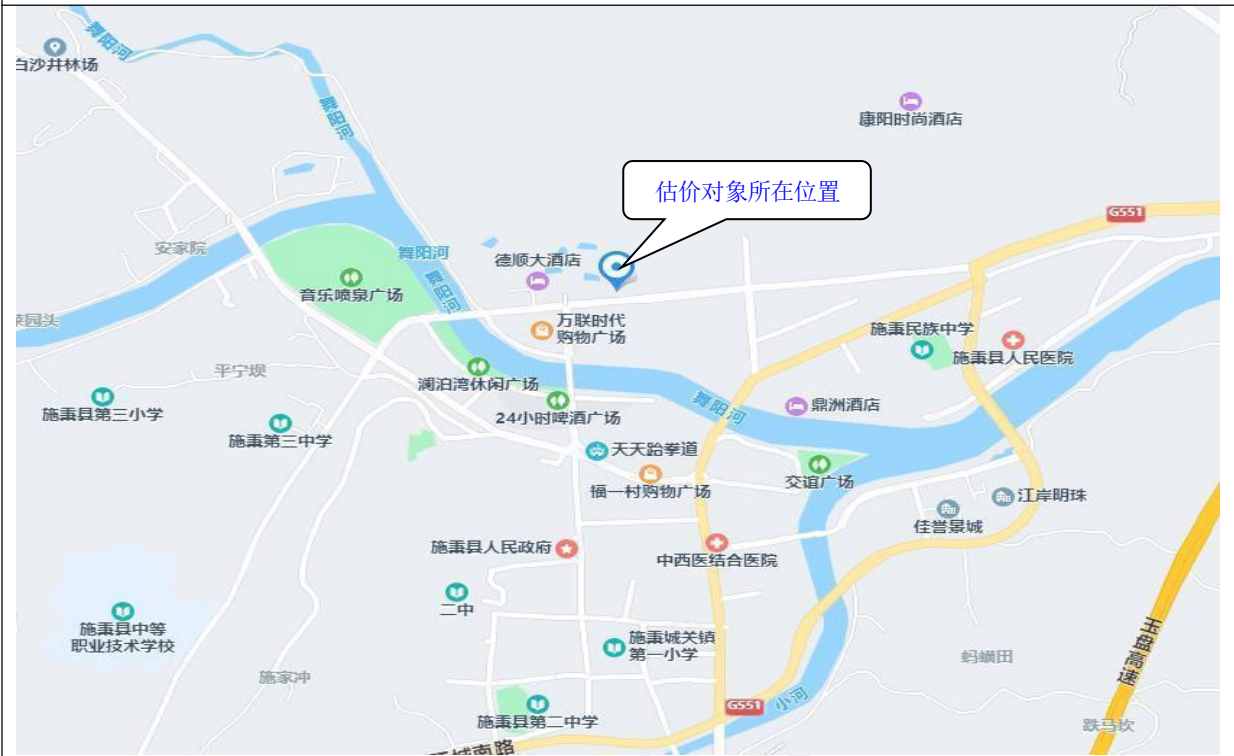 舞阳河
白沙井林场
舞阳河
康阳时尚酒店
估价对象所在位置
G551
安家院
舞阳河
德顺大酒店
舞阳河
音乐喷泉广场
万联时代
购物广场
菜园头
施秉民族中学
施秉县人民医院
平宁坝
澜泊湾休闲广场
施秉县第三小学
24小时啤酒广场
舞阳河
鼎洲酒店
施秉第三中学
天天跆拳道
福一村购物广场
交谊广场
江岸明珠
佳誉景城
施秉县人民政府
中西医结合医院
二中
施秉县中等
职业技术学校
施秉城关镇
第一小学
玉盘高速
蚂蟥田
施家冲
G551
小河
施秉县第二中学
跌马坎
城南路